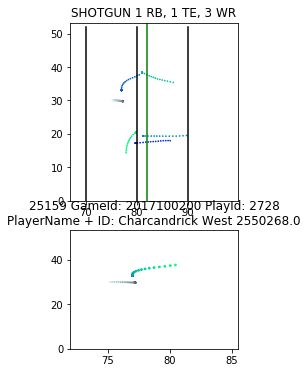 SHOTGUN 1 RB, 1 TE, 3 WR
50
40
30
20
10
0
70 80 90
25159 GameId: 2017100200 PlayId: 2728
PlayerName + ID: Charcandrick West 2550268.0
40
20
0
75 80 85